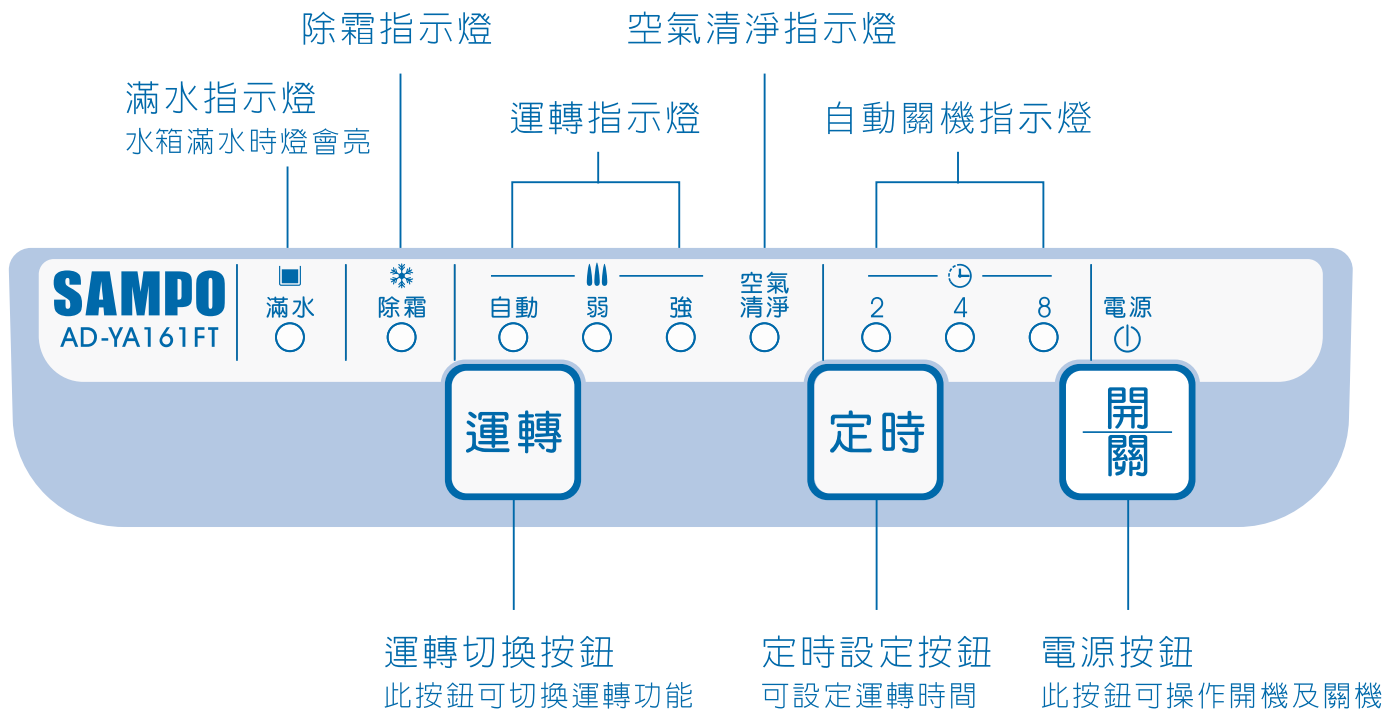 除霜指示燈
空氣清淨指示燈
滿水指示燈
水箱滿水時燈會亮
運轉指示燈
自動關機指示燈
SAMPO
AD-YA161FT
滿水
除霜
自動
弱
強
空氣
清淨
2
4
8
電源
運轉
定時
開
關
運轉切換按鈕
此按鈕可切換運轉功能
定時設定按鈕
可設定運轉時間
電源按鈕
此按鈕可操作開機及關機